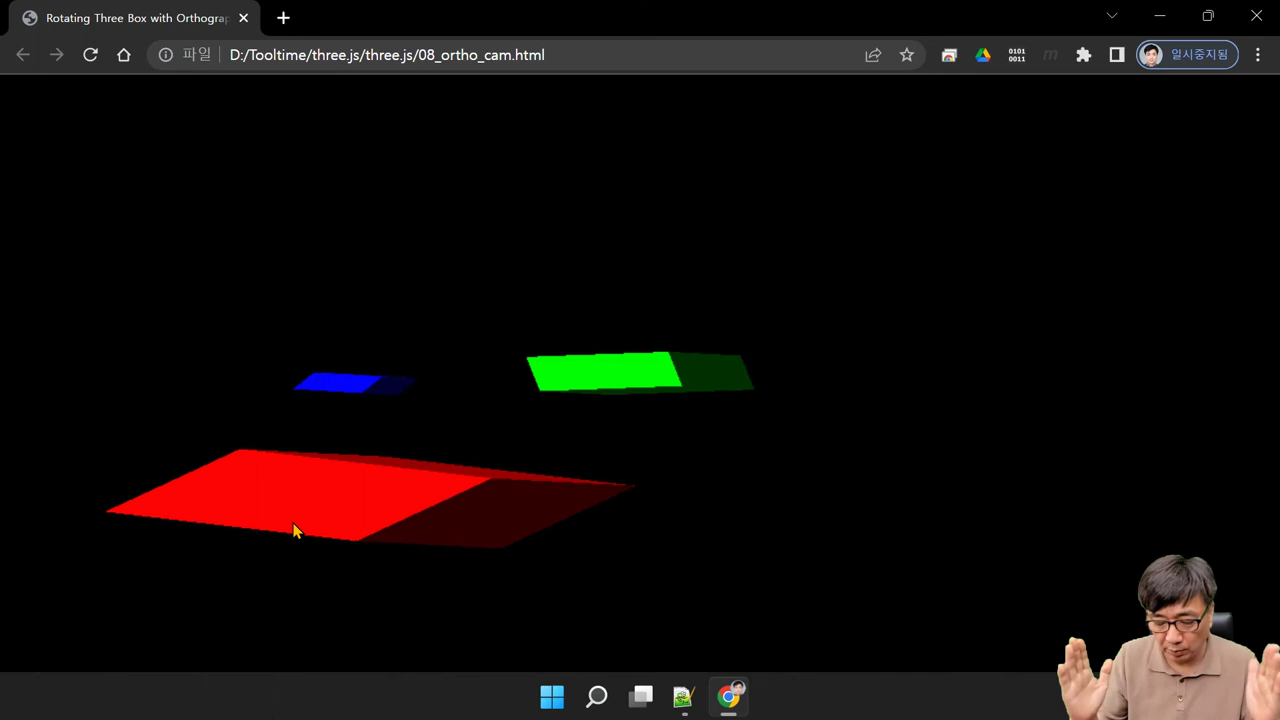 Rotating Three Box with Orthogra
파일
D:/Tooltime/three.js/three.js/08_ortho_cam.html
0101
0011
m
일시중지됨